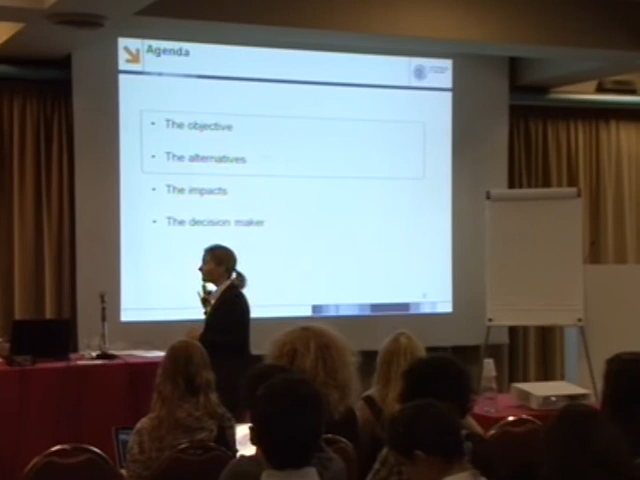 Agenda
• The objective
• The alternatives
• The impacts
• The decision maker